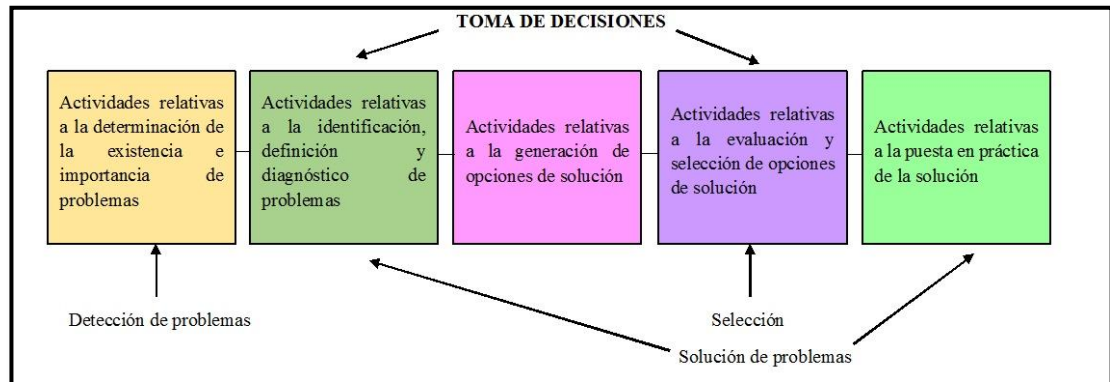 TOMA DE DECISIONES
Actividades relativas
a la determinación de
la existencia e
importancia de
problemas
Actividades relativas
a la identificación,
definición y
diagnóstico de
problemas
Actividades relativas
a la generación de
opciones de solución
Actividades relativas
a la evaluación y
selección de opciones
de solución
Actividades relativas
a la puesta en práctica
de la solución
Detección de problemas
Selección
Solución de problemas